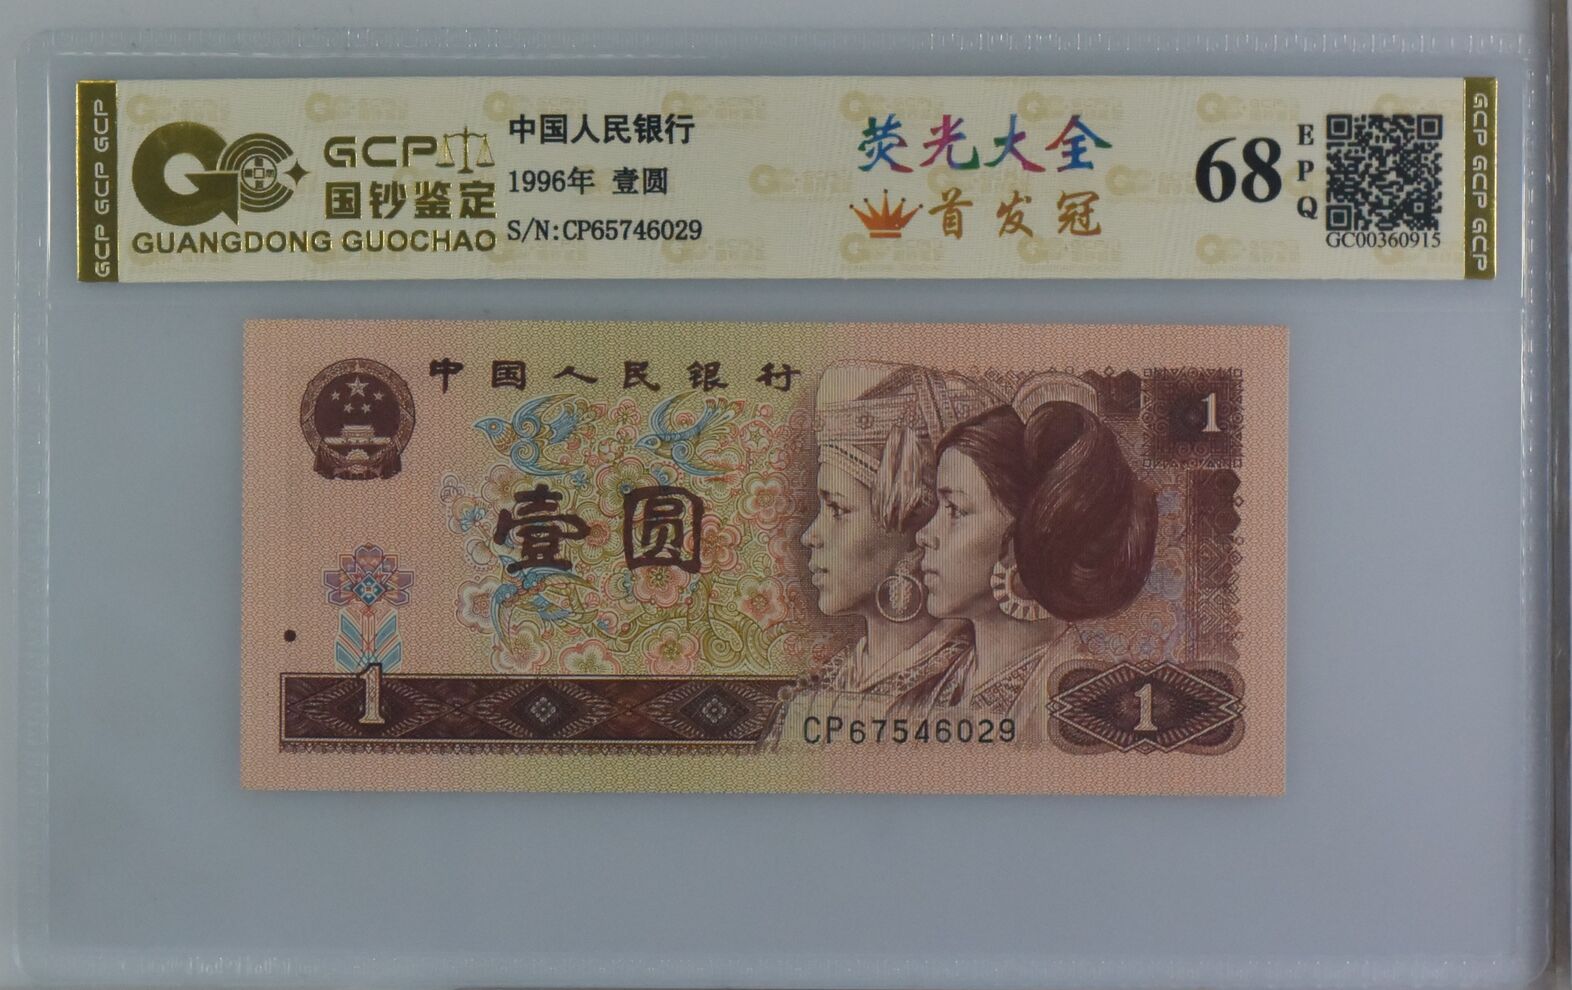 GCP GCP GCP
GCP
国钞鉴定
GUANGDONG GUOCHAO
中国人民银行
1996年 壹圆
S/N:CP65746029
荧光大全
首发冠
68
EPQ
GC00360915
GCP GCP GCP
中国人民银行
1
壹圆
1
CP67546029
1